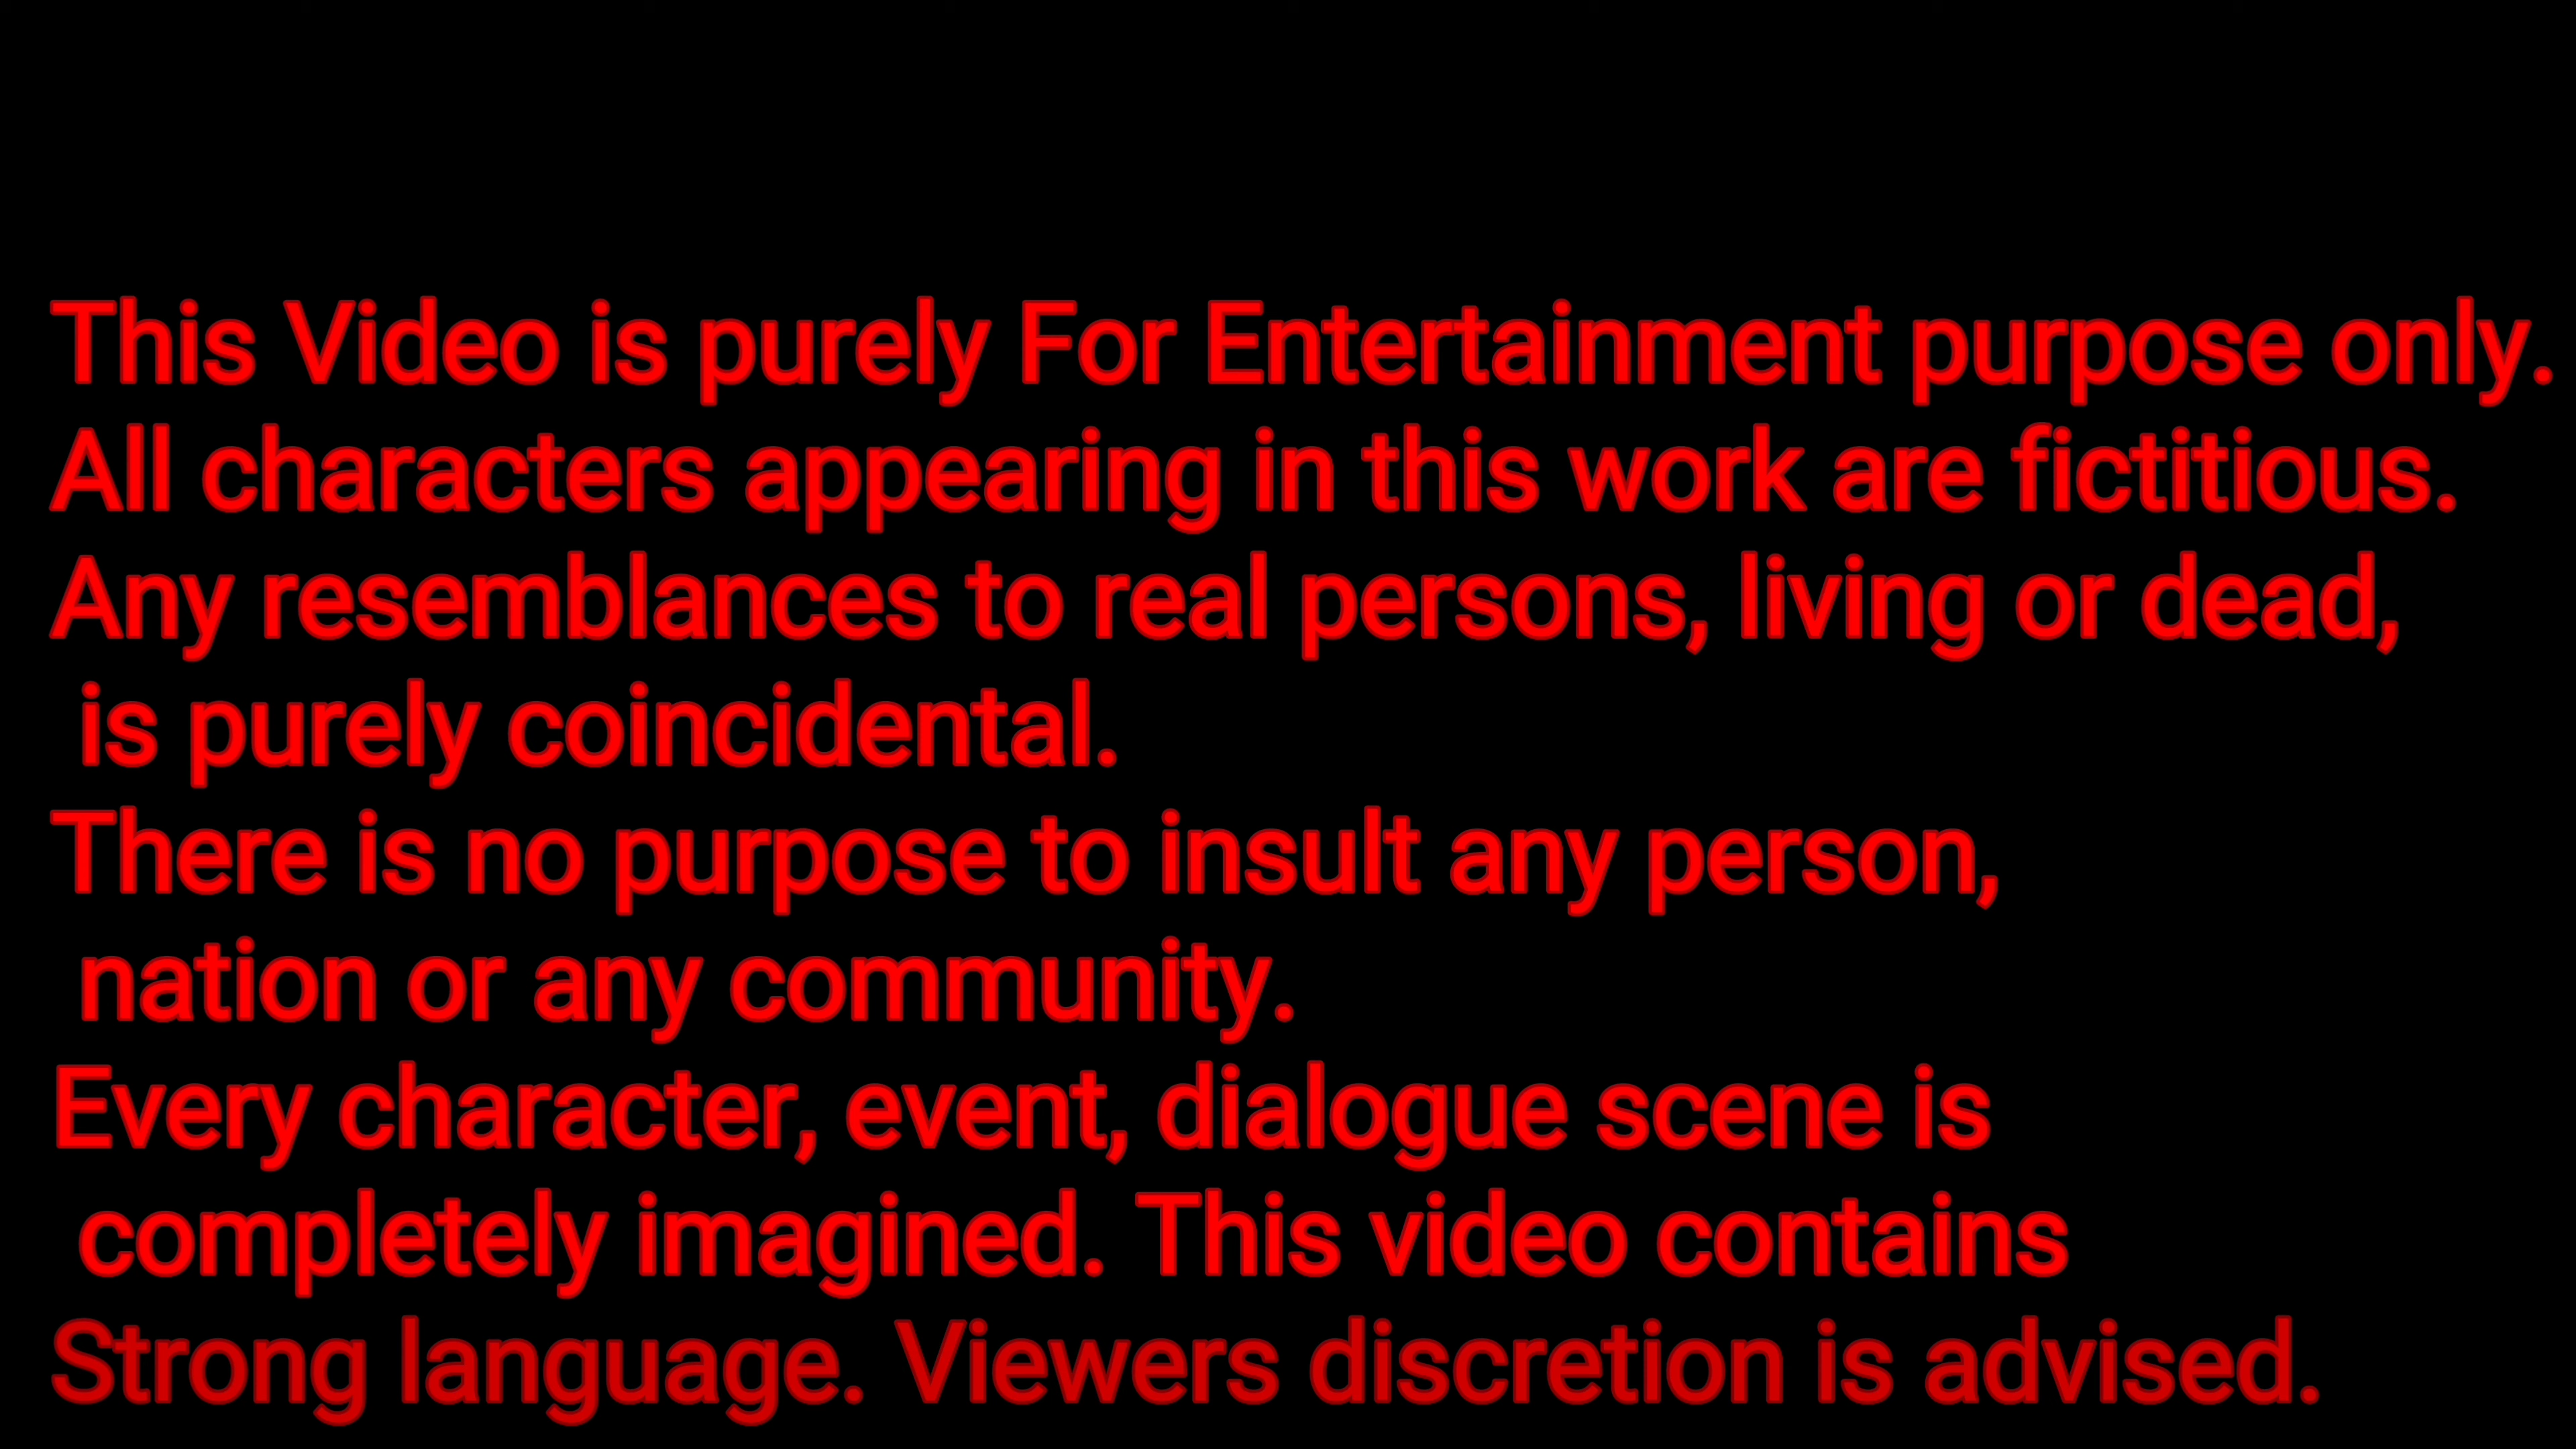 This Video is purely For Entertainment purpose only.
All characters appearing in this work are fictitious.
Any resemblances to real persons, living or dead,
is purely coincidental.
There is no purpose to insult any person,
nation or any community.
Every character, event, dialogue scene is
completely imagined. This video contains
Strong language. Viewers discretion is advised.